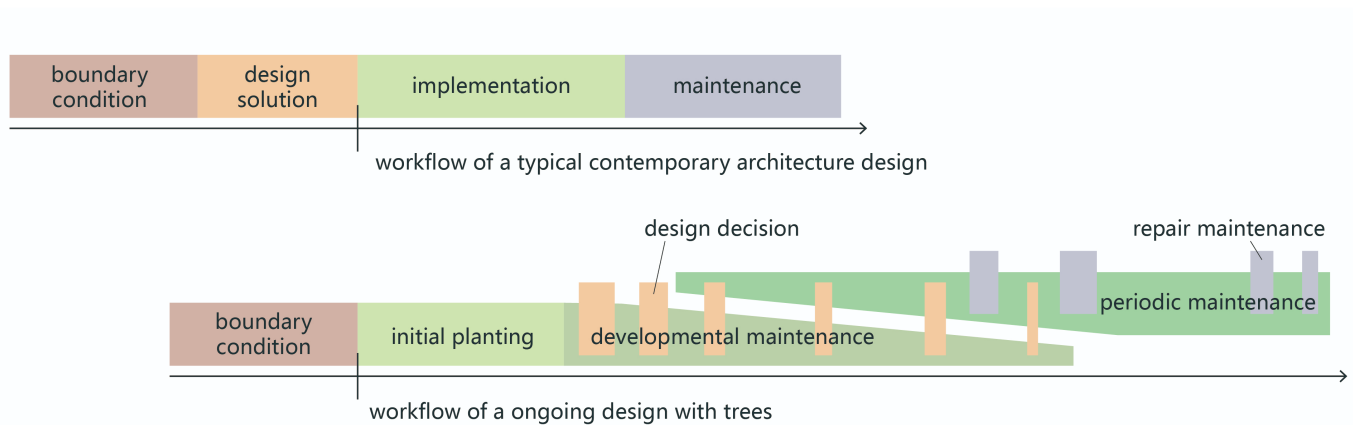 boundary
condition
design
solution
implementation
maintenance
workflow of a typical contemporary architecture design
design decision
repair maintenance
periodic maintenance
boundary
condition
initial planting
developmental maintenance
workflow of a ongoing design with trees